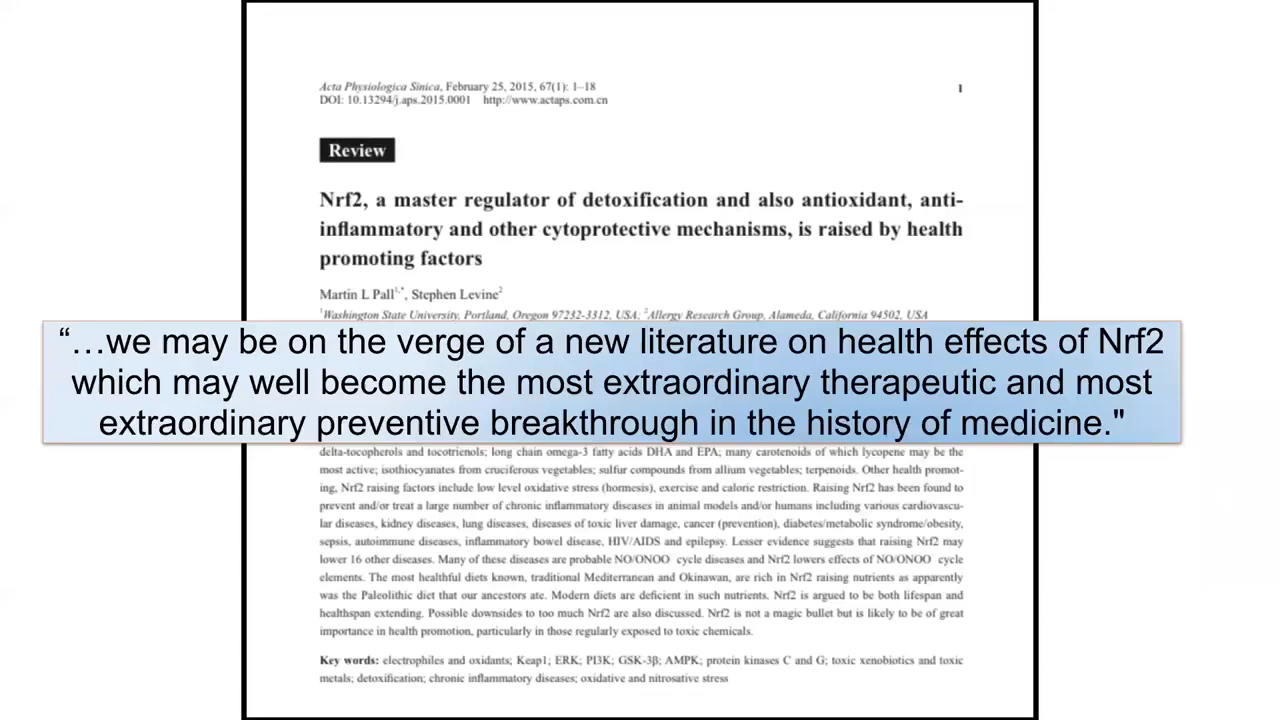 Acta Physiologica Sinica, February 25, 2015, 67(1): 1–18
1
DOI: 10.13294/j.aps.2015.0001 http://www.actaps.com.cn
Review
Nrf2, a master regulator of detoxification and also antioxidant, anti-
inflammatory and other cytoprotective mechanisms, is raised by health
promoting factors
Martin L Pall1,*, Stephen Levine2
1Washington State University, Portland, Oregon 97232-3312, USA; 2Allergy Research Group, Alameda, California 94502, USA
“…we may be on the verge of a new literature on health effects of Nrf2
which may well become the most extraordinary therapeutic and most
extraordinary preventive breakthrough in the history of medicine."
delta-tocopherols and tocotrienols; long chain omega-3 fatty acids DHA and EPA; many carotenoids of which lycopene may be the
most active; isothiocyanates from cruciferous vegetables; sulfur compounds from allium vegetables; terpenoids. Other health promot-
ing, Nrf2 raising factors include low level oxidative stress (hormesis), exercise and caloric restriction. Raising Nrf2 has been found to
prevent and/or treat a large number of chronic inflammatory diseases in animal models and/or humans including various cardiovascu-
lar diseases, kidney diseases, lung diseases, diseases of toxic liver damage, cancer (prevention), diabetes/metabolic syndrome/obesity,
sepsis, autoimmune diseases, inflammatory bowel disease, HIV/AIDS and epilepsy. Lesser evidence suggests that raising Nrf2 may
lower 16 other diseases. Many of these diseases are probable NO/ONOO cycle diseases and Nrf2 lowers effects of NO/ONOO cycle
elements. The most healthful diets known, traditional Mediterranean and Okinawan, are rich in Nrf2 raising nutrients as apparently
was the Paleolithic diet that our ancestors ate. Modern diets are deficient in such nutrients. Nrf2 is argued to be both lifespan and
healthspan extending. Possible downsides to too much Nrf2 are also discussed. Nrf2 is not a magic bullet but is likely to be of great
importance in health promotion, particularly in those regularly exposed to toxic chemicals.
Key words: electrophiles and oxidants; Keap1; ERK; PI3K; GSK-3β; AMPK; protein kinases C and G; toxic xenobiotics and toxic
metals; detoxification; chronic inflammatory diseases; oxidative and nitrosative stress